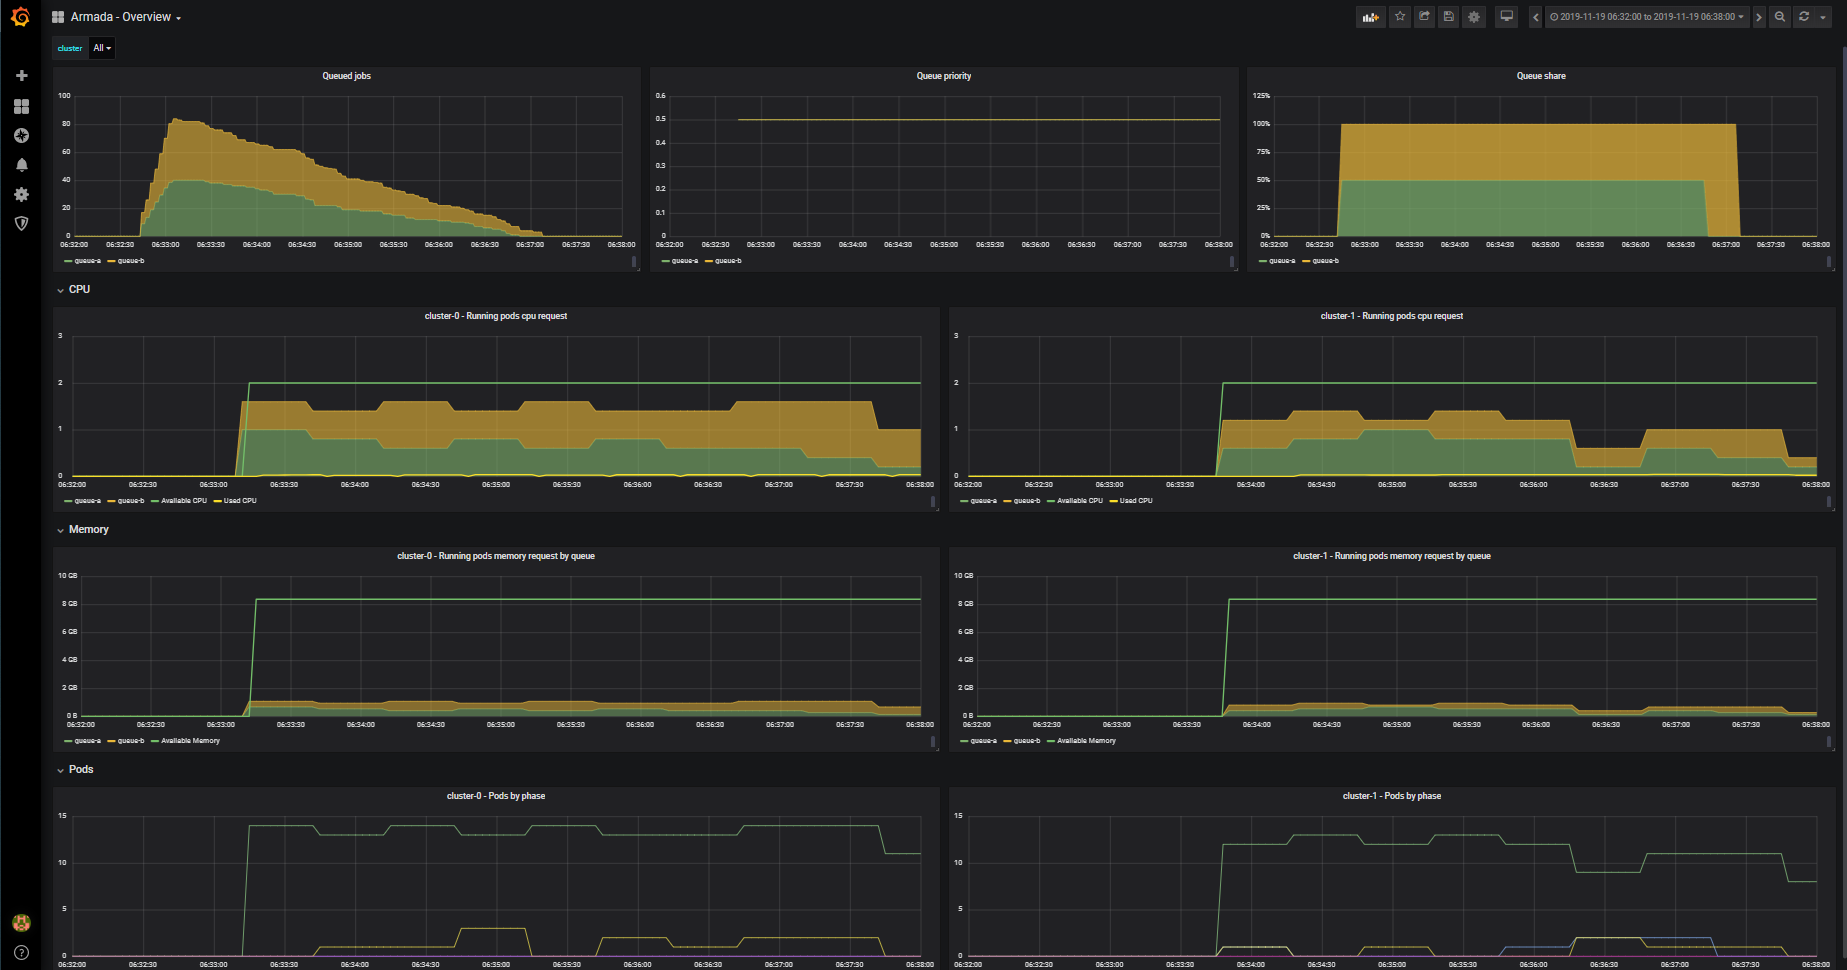 Armada - Overview
2019-11-19 06:32:00 to 2019-11-19 06:38:00
cluster All
Queued jobs
100
80
60
40
20
0
06:32:00 06:32:30 06:33:00 06:33:30 06:34:00 06:34:30 06:35:00 06:35:30 06:36:00 06:36:30 06:37:00 06:37:30 06:38:00
queue-a queue-b
Queue priority
0.6
0.5
0.4
0.3
0.2
0.1
0
06:32:00 06:32:30 06:33:00 06:33:30 06:34:00 06:34:30 06:35:00 06:35:30 06:36:00 06:36:30 06:37:00 06:37:30 06:38:00
queue-a queue-b
Queue share
125%
100%
75%
50%
25%
0%
06:32:00 06:32:30 06:33:00 06:33:30 06:34:00 06:34:30 06:35:00 06:35:30 06:36:00 06:36:30 06:37:00 06:37:30 06:38:00
queue-a queue-b
CPU
cluster-0 - Running pods cpu request
3
2
1
0
06:32:00 06:32:30 06:33:00 06:33:30 06:34:00 06:34:30 06:35:00 06:35:30 06:36:00 06:36:30 06:37:00 06:37:30 06:38:00
queue-a queue-b Available CPU Used CPU
cluster-1 - Running pods cpu request
3
2
1
0
06:32:00 06:32:30 06:33:00 06:33:30 06:34:00 06:34:30 06:35:00 06:35:30 06:36:00 06:36:30 06:37:00 06:37:30 06:38:00
queue-a queue-b Available CPU Used CPU
Memory
cluster-0 - Running pods memory request by queue
10 GB
8 GB
6 GB
4 GB
2 GB
0 B
06:32:00 06:32:30 06:33:00 06:33:30 06:34:00 06:34:30 06:35:00 06:35:30 06:36:00 06:36:30 06:37:00 06:37:30 06:38:00
queue-a queue-b Available Memory
cluster-1 - Running pods memory request by queue
10 GB
8 GB
6 GB
4 GB
2 GB
0 B
06:32:00 06:32:30 06:33:00 06:33:30 06:34:00 06:34:30 06:35:00 06:35:30 06:36:00 06:36:30 06:37:00 06:37:30 06:38:00
queue-a queue-b Available Memory
Pods
cluster-0 - Pods by phase
15
10
5
0
06:32:00 06:32:30 06:33:00 06:33:30 06:34:00 06:34:30 06:35:00 06:35:30 06:36:00 06:36:30 06:37:00 06:37:30 06:38:00
cluster-1 - Pods by phase
15
10
5
0
06:32:00 06:32:30 06:33:00 06:33:30 06:34:00 06:34:30 06:35:00 06:35:30 06:36:00 06:36:30 06:37:00 06:37:30 06:38:00